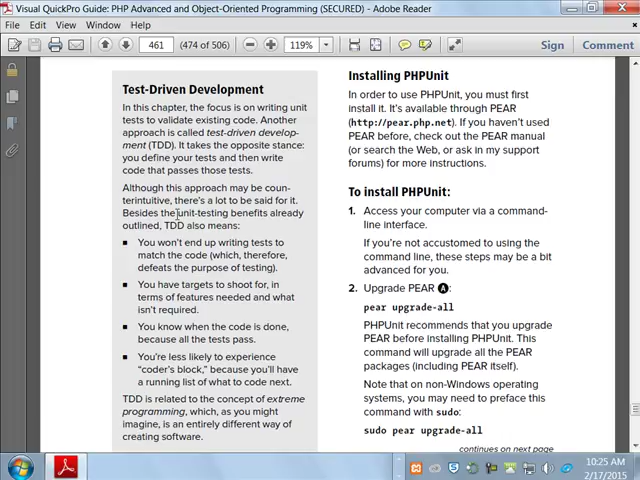 Visual QuickPro Guide: PHP Advanced and Object-Oriented Programming (SECURED) - Adobe Reader
File Edit View Window Help
461 (474 of 506) 119% Sign Comment
Test-Driven Development
In this chapter, the focus is on writing unit
tests to validate existing code. Another
approach is called test-driven develop-
ment (TDD). It takes the opposite stance:
you define your tests and then write
code that passes those tests.
Although this approach may be coun-
terintuitive, there's a lot to be said for it.
Besides the unit-testing benefits already
outlined, TDD also means:
■ You won't end up writing tests to
match the code (which, therefore,
defeats the purpose of testing).
■ You have targets to shoot for, in
terms of features needed and what
isn't required.
■ You know when the code is done,
because all the tests pass.
■ You're less likely to experience
"coder's block," because you'll have
a running list of what to code next.
TDD is related to the concept of extreme
programming, which, as you might
imagine, is an entirely different way of
creating software.
Installing PHPUnit
In order to use PHPUnit, you must first
install it. It's available through PEAR
(http://pear.php.net). If you haven't used
PEAR before, check out the PEAR manual
(or search the Web, or ask in my support
forums) for more instructions.
To install PHPUnit:
1. Access your computer via a command-
line interface.
If you're not accustomed to using the
command line, these steps may be a bit
advanced for you.
2. Upgrade PEAR A:
pear upgrade-all
PHPUnit recommends that you upgrade
PEAR before installing PHPUnit. This
command will upgrade all the PEAR
packages (including PEAR itself).
Note that on non-Windows operating
systems, you may need to preface this
command with sudo:
sudo pear upgrade-all
continues on next page
10:25 AM
2/17/2015